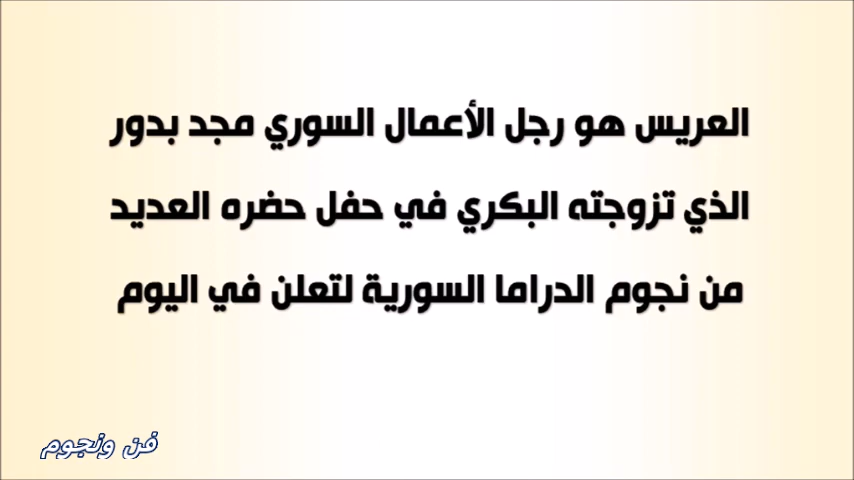 العريس هو رجل الأعمال السوري مجد بدور
الذي تزوجته البكري في حفل حضره العديد
من نجوم الدراما السورية لتعلن في اليوم
فن ونجوم